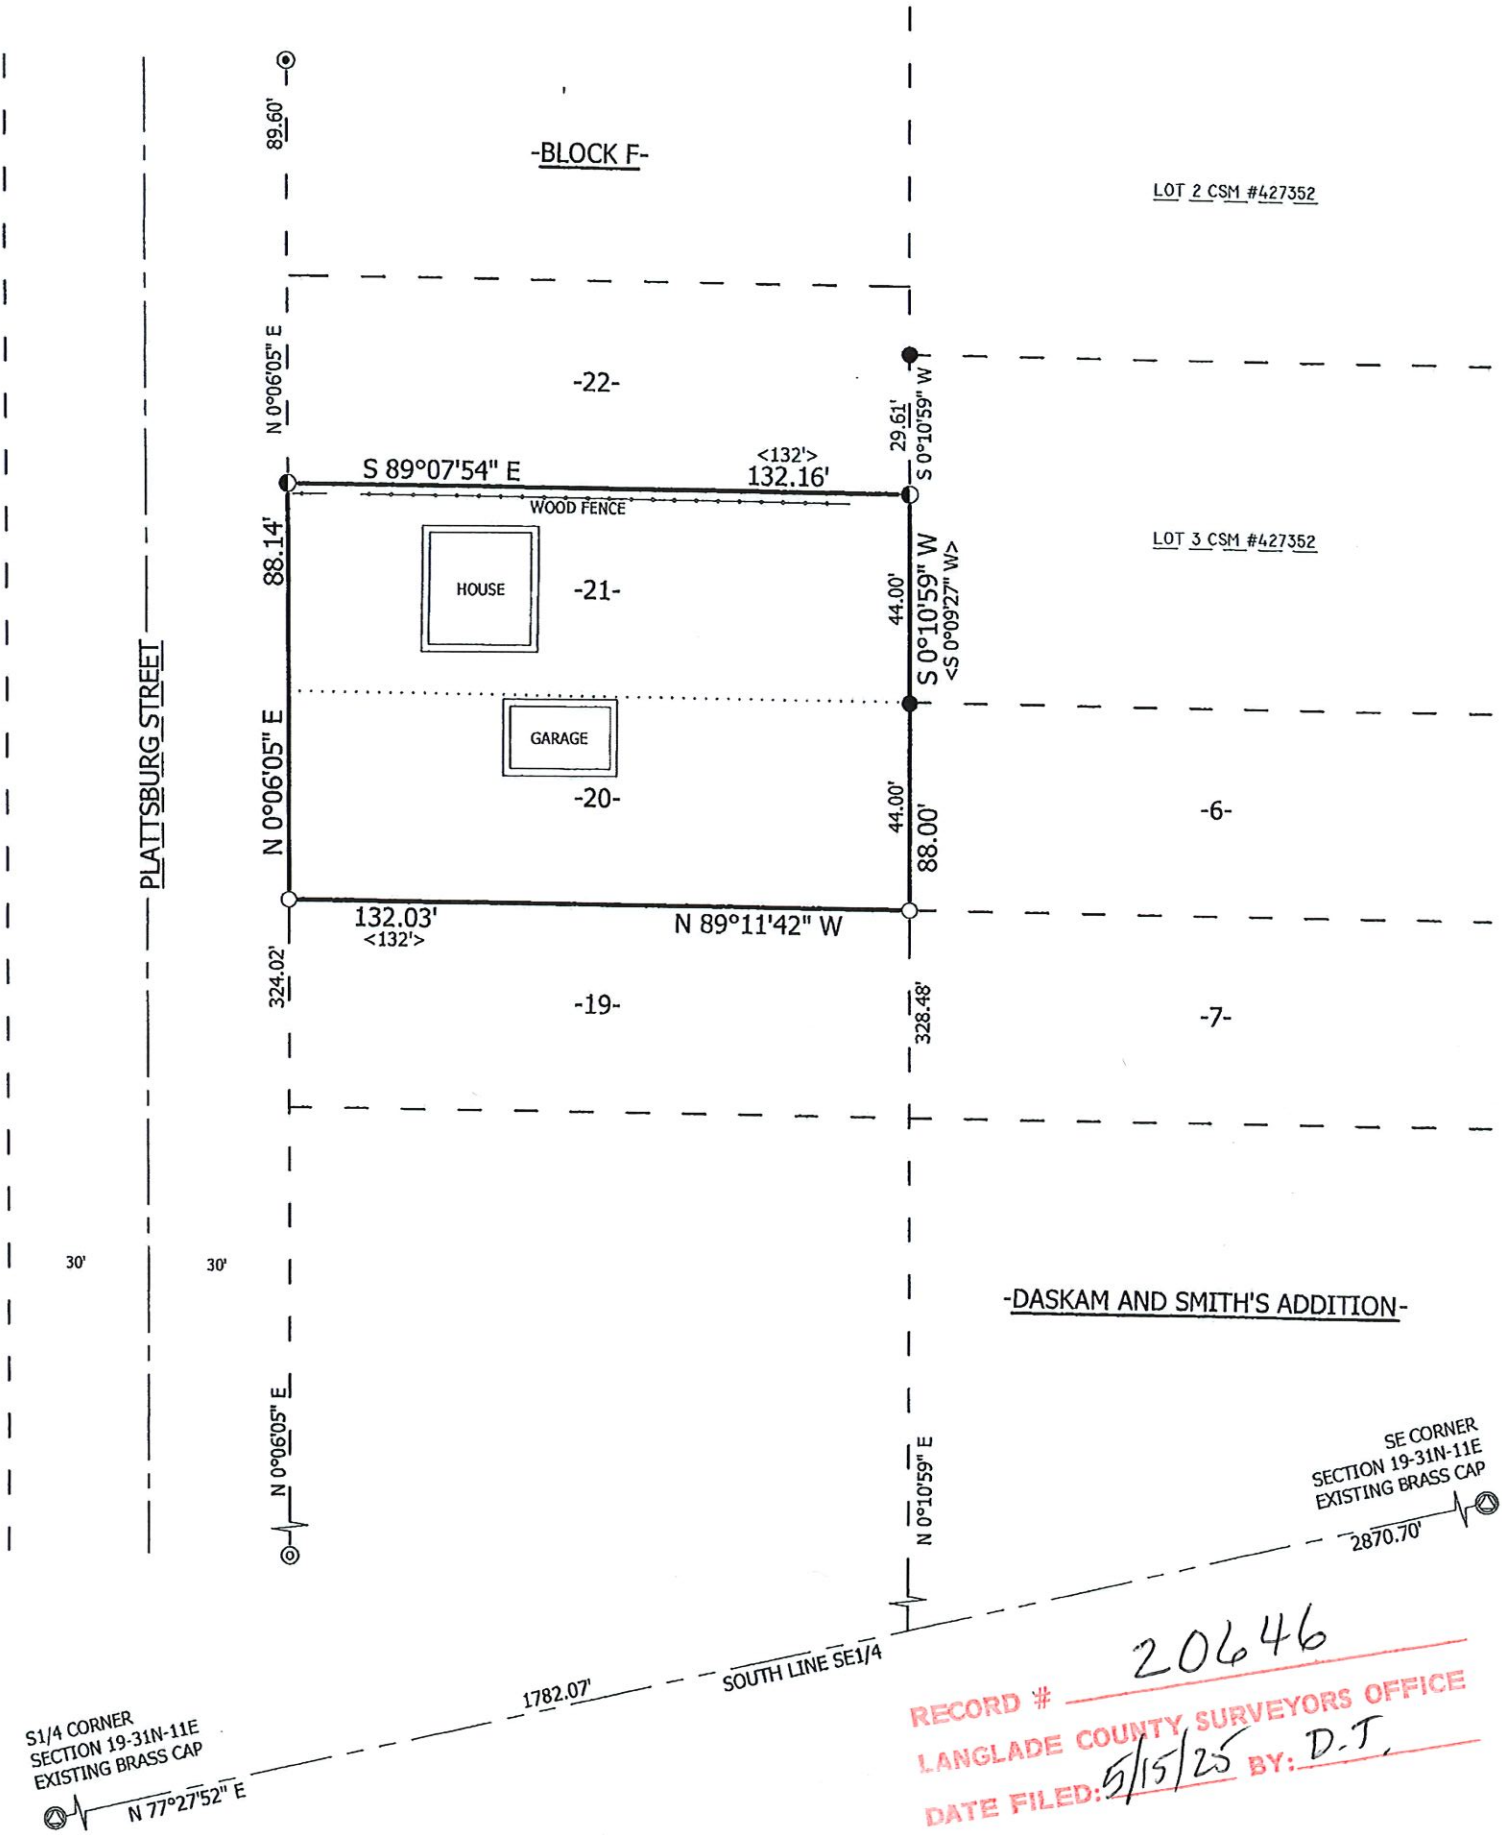 89.60'
-BLOCK F-
LOT 2 CSM #427352
N 0°06'05" E
-22-
29.61'
S 0°10'59" W
S 89°07'54" E
<132'>
132.16'
WOOD FENCE
88.14'
HOUSE
-21-
44.00'
S 0°10'59" W
<S 0°09'27" W>
LOT 3 CSM #427352
PLATTSBURG STREET
N 0°06'05" E
GARAGE
-20-
44.00'
88.00'
-6-
132.03'
<132'>
N 89°11'42" W
324.02'
-19-
328.48'
-7-
30'
30'
-DASKAM AND SMITH'S ADDITION-
N 0°06'05" E
N 0°10'59" E
SE CORNER
SECTION 19-31N-11E
EXISTING BRASS CAP
2870.70'
SOUTH LINE SE1/4
1782.07'
S1/4 CORNER
SECTION 19-31N-11E
EXISTING BRASS CAP
N 77°27'52" E
RECORD # 20646
LANGLADE COUNTY SURVEYORS OFFICE
DATE FILED: 5/15/25 BY: D.T.